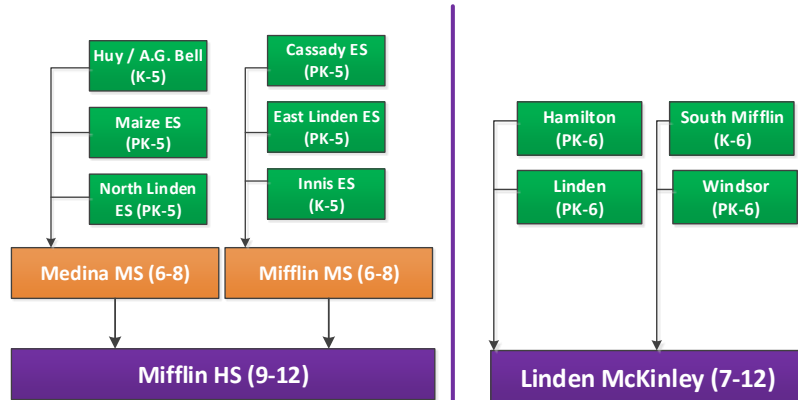 Huy / A.G. Bell
(K-5)
Maize ES
(PK-5)
North Linden
ES (PK-5)
Cassady ES
(PK-5)
East Linden ES
(PK-5)
Innis ES
(K-5)
Medina MS (6-8)
Mifflin MS (6-8)
Mifflin HS (9-12)
Hamilton
(PK-6)
Linden
(PK-6)
South Mifflin
(K-6)
Windsor
(PK-6)
Linden McKinley (7-12)